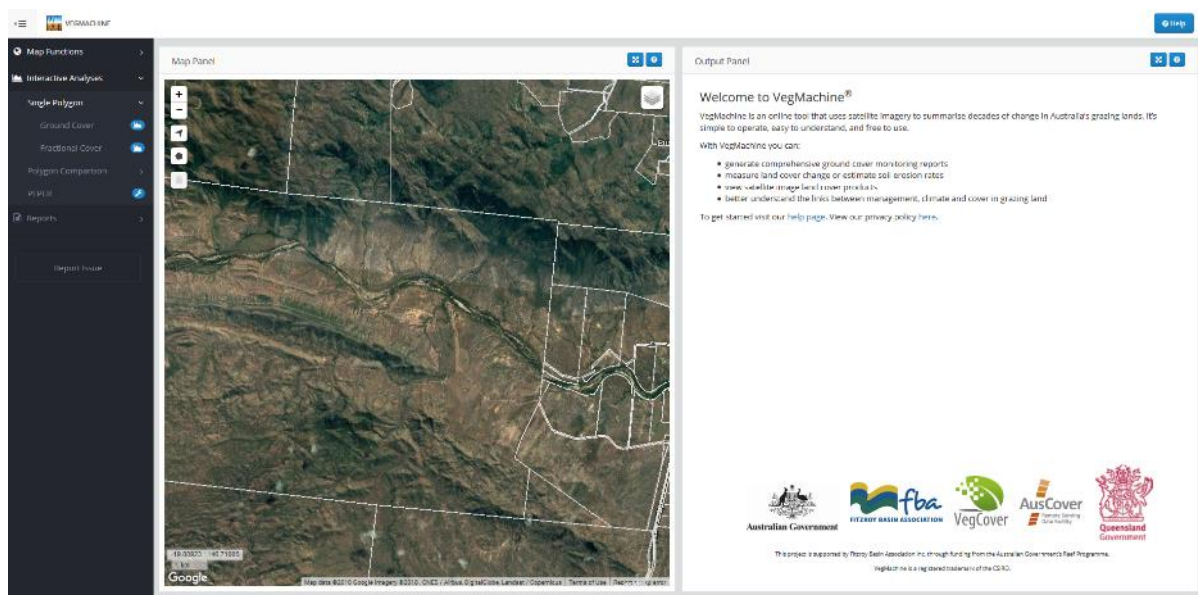 VEGMACHINE
Help
Map Functions
Interactive Analyses
Single Polygon
Ground Cover
Fractional Cover
Polygon Comparison
Reports
Report Issue
Map Panel
+
-
Google
Terms of Use
Output Panel
Welcome to VegMachine®
VegMachine is an online tool that uses satellite imagery to summarise decades of change in Australia's grazing lands. It's
simple to operate, easy to understand, and free to use.
With VegMachine you can:
• generate comprehensive ground cover monitoring reports
• measure land cover change or estimate soil erosion rates
• view satellite image land cover products
• better understand the links between management, climate and cover in grazing land
To get started visit our help page. View our privacy policy here.
Australian Government
fba
FITZROY BASIN ASSOCIATION
VegCover
AusCover
Remote Sensing
Data Facility
Queensland
Government
This project is supported by Fitzroy Basin Association Inc. through funding from the Australian Government's Reef Programme.
VegMachine is a registered trademark of the CSIRO.